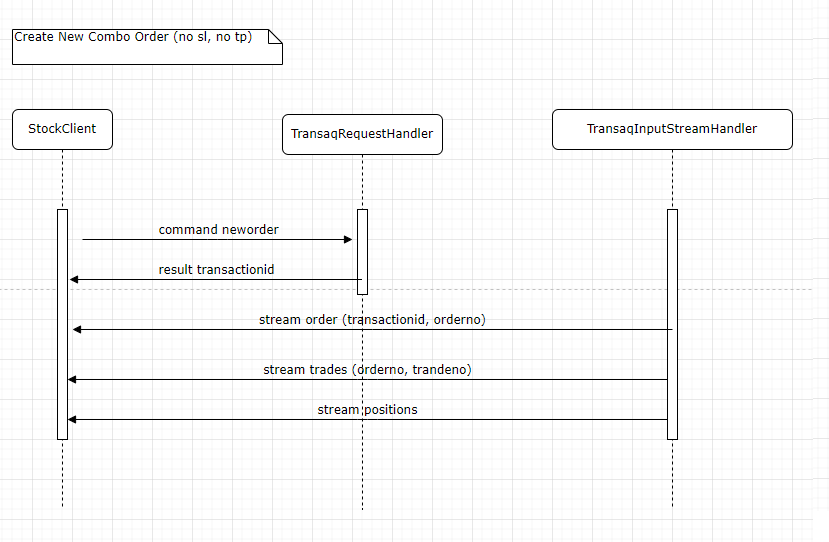 Create New Combo Order (no sl, no tp)
StockClient
TransaqRequestHandler
TransaqInputStreamHandler
command neworder
result transactionid
stream order (transactionid, orderno)
stream trades (orderno, trandeno)
stream positions